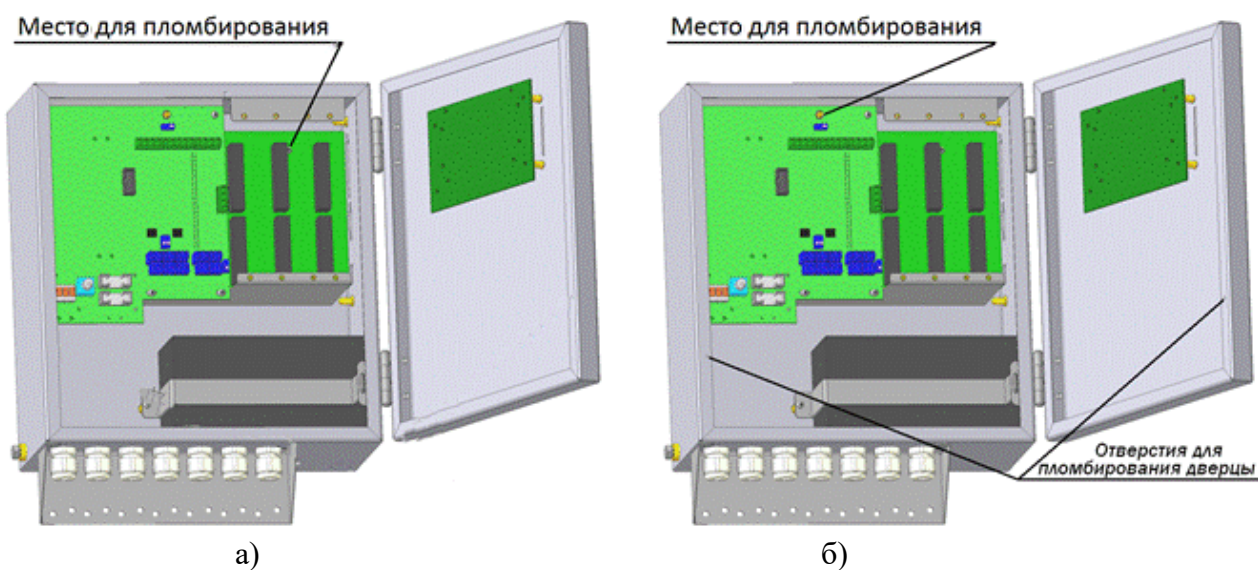 Место для пломбирования
Место для пломбирования
Отверстия для
пломбирования дверцы
а)
б)